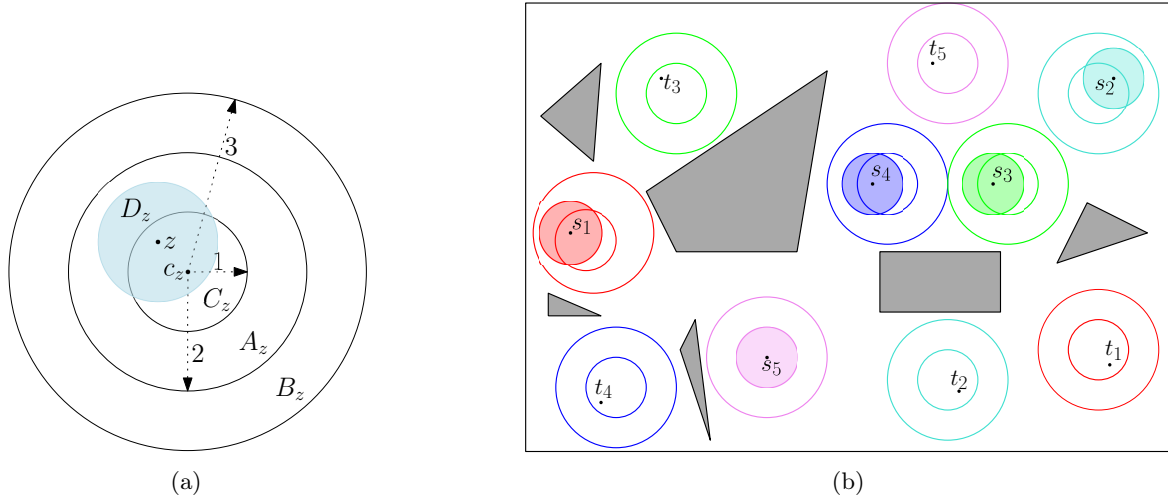 3
D_z
z
c_z
1
C_z
2
A_z
B_z
(a)
t_5
t_3
s_2
s_4
s_3
s_1
t_1
s_5
t_4
t_2
(b)